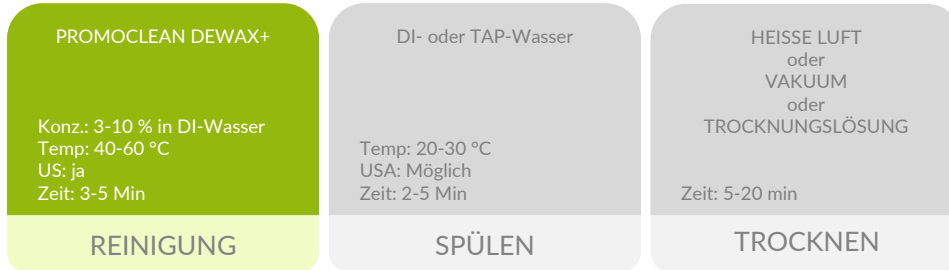 PROMOCLEAN DEWAX+
Konz.: 3-10 % in DI-Wasser
Temp: 40-60 °C
US: ja
Zeit: 3-5 Min
REINIGUNG
DI- oder TAP-Wasser
Temp: 20-30 °C
USA: Möglich
Zeit: 2-5 Min
SPÜLEN
HEISSE LUFT
oder
VAKUUM
oder
TROCKNUNGSLÖSUNG
Zeit: 5-20 min
TROCKNEN